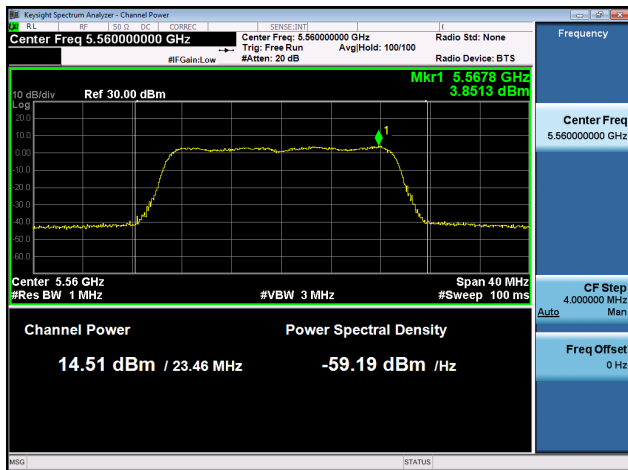 Keysight Spectrum Analyzer - Channel Power
RL RF 50 Ω DC CORREC SENSE:INT
Center Freq 5.560000000 GHz
#IFGain:Low
Center Freq: 5.560000000 GHz
Trig: Free Run Avg|Hold: 100/100
#Atten: 20 dB
Radio Std: None
Radio Device: BTS
Mkr1 5.5678 GHz
3.8513 dBm
10 dB/div Ref 30.00 dBm
Log
20.0
10.0
0.00
-10.0
-20.0
-30.0
-40.0
-50.0
-60.0
1
Center 5.56 GHz Span 40 MHz
#Res BW 1 MHz #VBW 3 MHz #Sweep 100 ms
Channel Power Power Spectral Density
14.51 dBm / 23.46 MHz -59.19 dBm /Hz
Frequency
Center Freq
5.560000000 GHz
CF Step
4.000000 MHz
Auto Man
Freq Offset
0 Hz
MSG STATUS